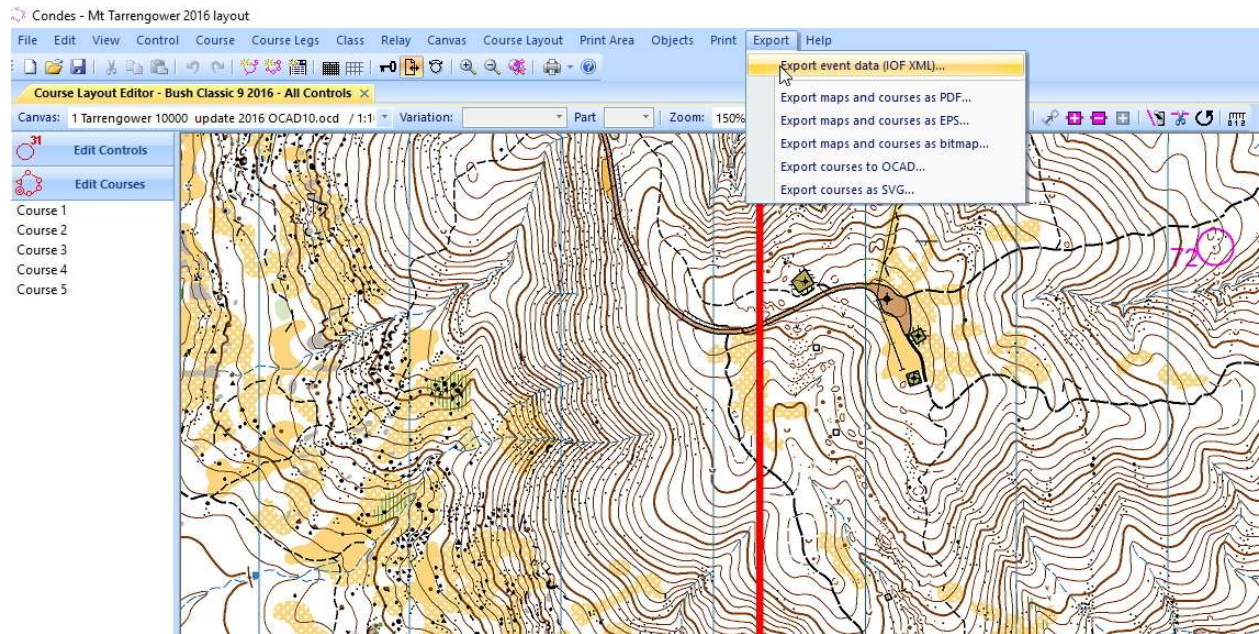 Condes - Mt Tarrengower 2016 layout
File Edit View Control Course Course Legs Class Relay Canvas Course Layout Print Area Objects Print Export Help
Export event data (IOF XML)...
Export maps and courses as PDF...
Export maps and courses as EPS...
Export maps and courses as bitmap...
Export courses to OCAD...
Export courses as SVG...
Course Layout Editor - Bush Classic 9 2016 - All Controls
Canvas: 1 Tarrengower 10000 update 2016 OCAD10.ocd / 1:1 Variation: Part Zoom: 150%
31
Edit Controls
Edit Courses
Course 1
Course 2
Course 3
Course 4
Course 5
72